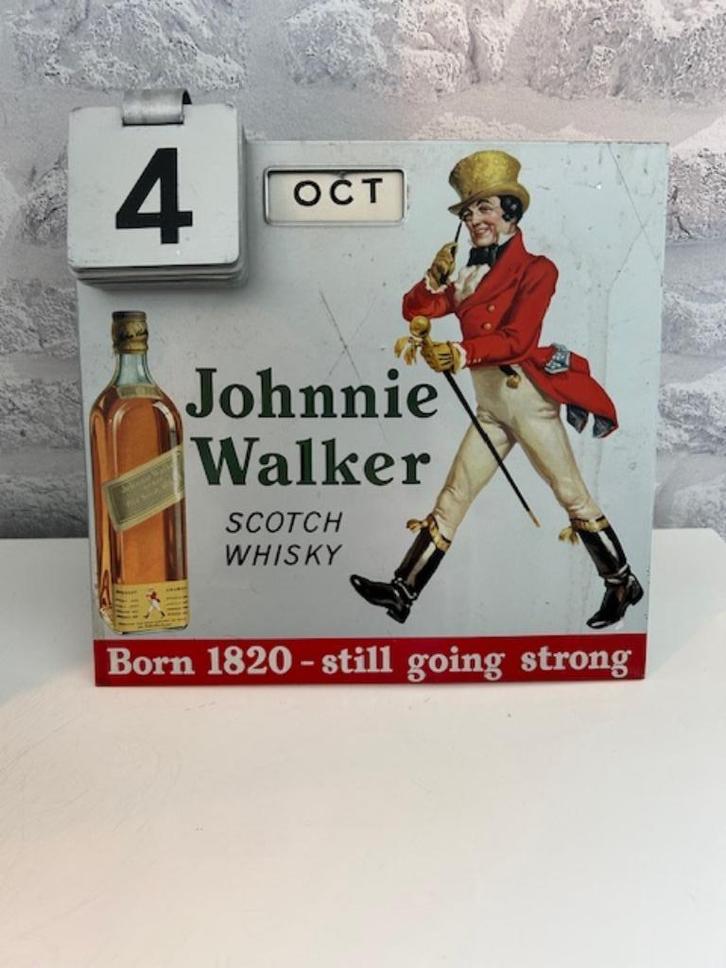 4
OCT
Johnnie
Walker
SCOTCH
WHISKY
Born 1820 - still going strong